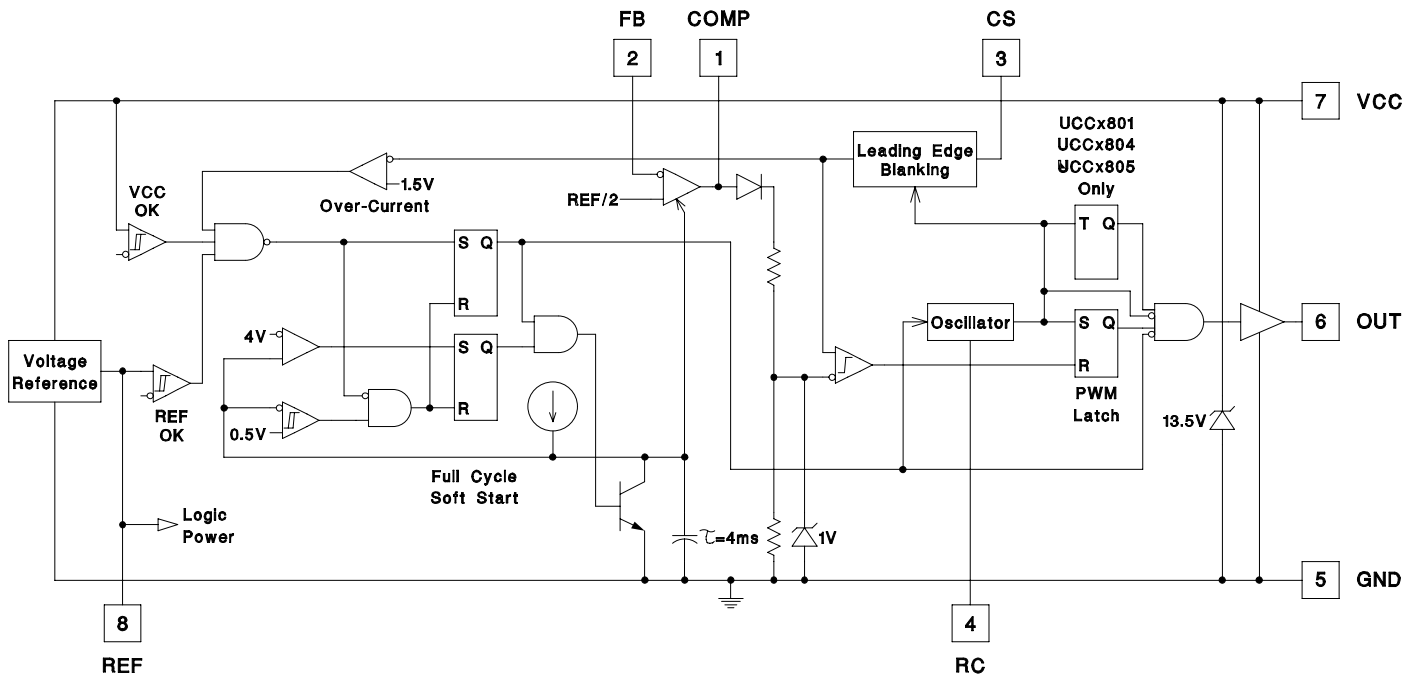 FB COMP CS
2 1 3
7 VCC
UCCx801
UCCx804
UCCx805
Only
Leading Edge
Blanking
1.5V
Over-Current
VCC
OK
REF/2
S Q
R
T Q
4V
S Q
R
Oscillator
S Q
R
PWM
Latch
6 OUT
Voltage
Reference
REF
OK
0.5V
13.5V
Full Cycle
Soft Start
Logic
Power
τ=4ms
1V
5 GND
8
REF
4
RC